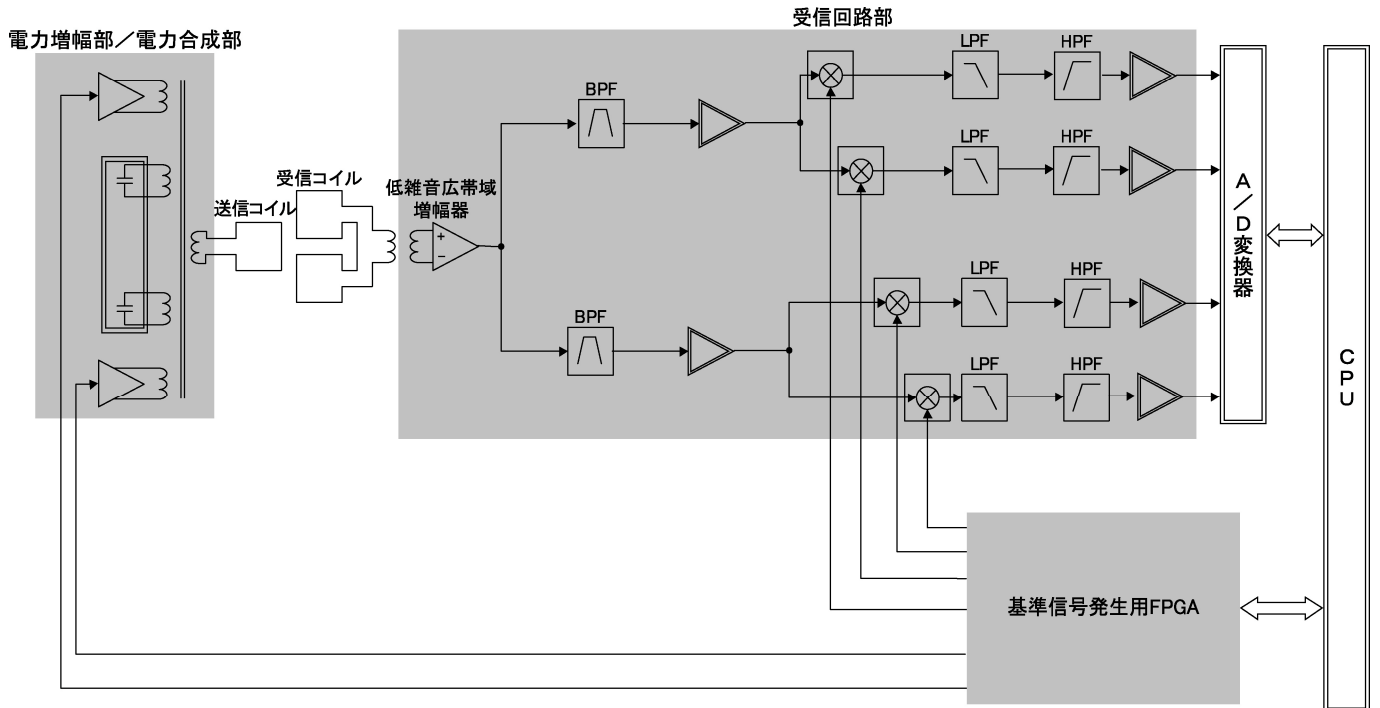 受信回路部
電力増幅部／電力合成部
LPF
HPF
BPF
LPF
HPF
受信コイル
低雑音広帯域
増幅器
送信コイル
+
−
A／D変換器
LPF
HPF
BPF
LPF
HPF
CPU
基準信号発生用FPGA